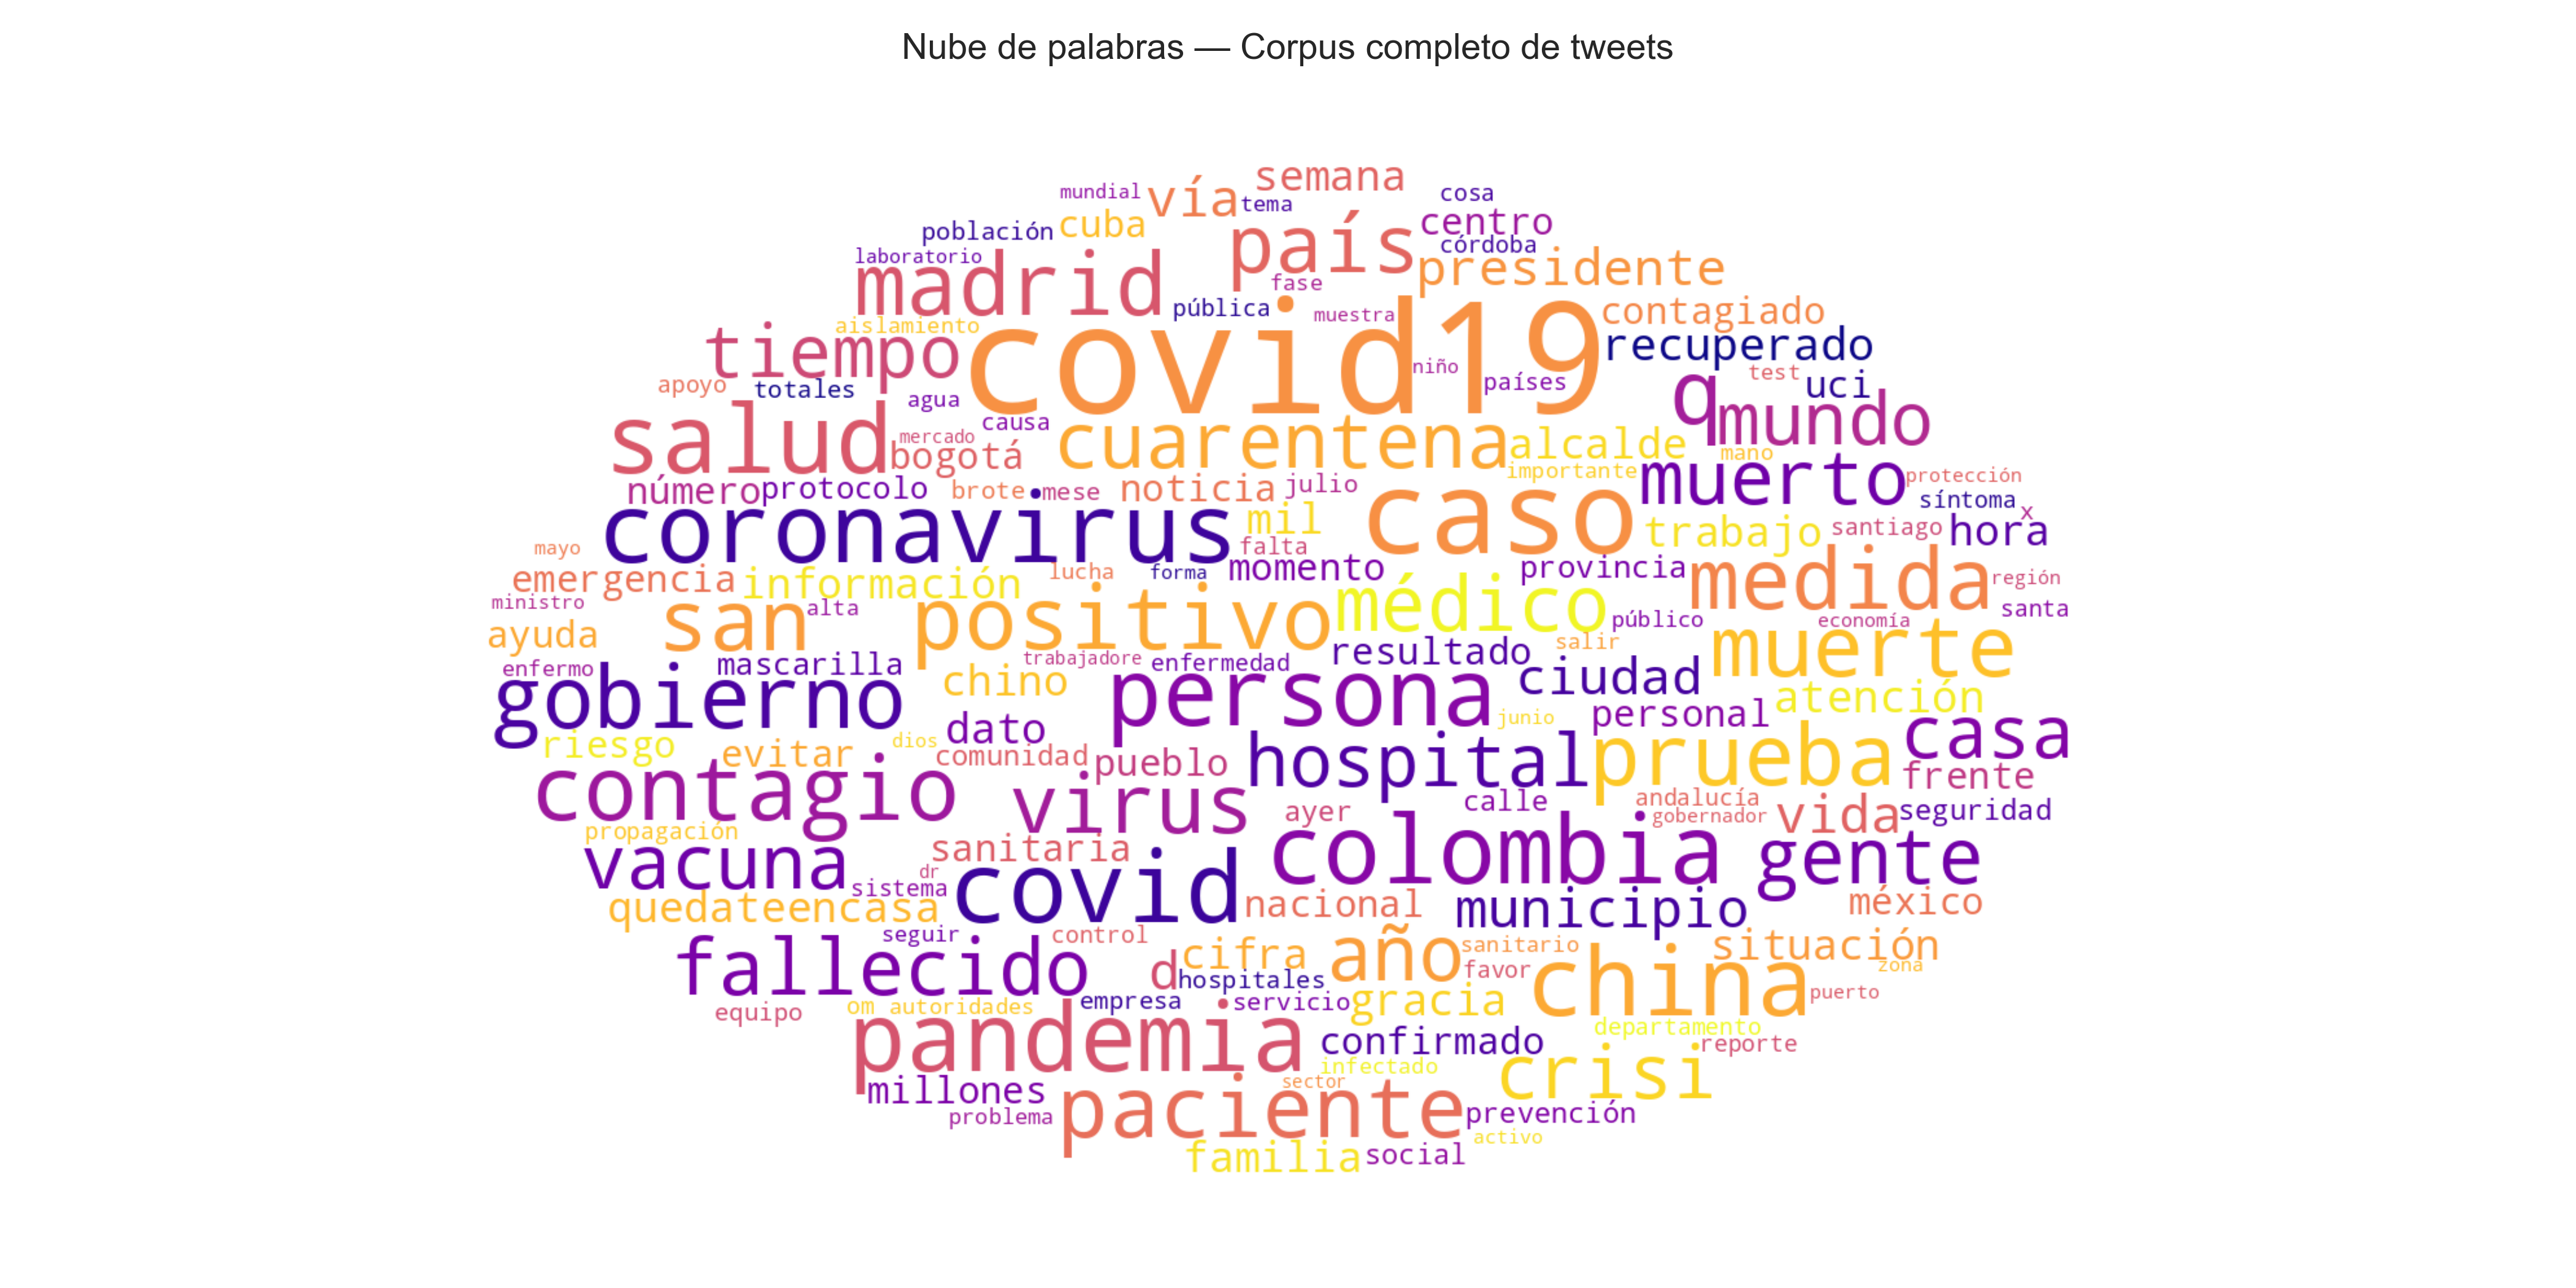 Nube de palabras — Corpus completo de tweets
semana
mundial
vía
tema
cosa
población
cuba
país
centro
córdoba
laboratorio
madrid
fase
presidente
pública
muestra
contagiado
aislamiento
tiempo
covid19
recuperado
niño
países
q
test
uci
apoyo
totales
agua
mundo
salud
causa
mercado
bogotá
cuarentena
alcalde
mano
importante
muerto
protección
número
protocolo
brote
mese
noticia
julio
síntoma
x
coronavirus
mil
caso
trabajo
santiago
hora
mayo
falta
emergencia
información
lucha
forma
momento
provincia
medida
región
ministro
san
alta
positivo
médico
público
economía
santa
ayuda
muerte
salir
enfermo
mascarilla
trabajadore
enfermedad
resultado
ciudad
gobierno
chino
persona
atención
junio
personal
casa
riesgo
evitar
dios
dato
comunidad
pueblo
hospital
prueba
frente
contagio
virus
ayer
calle
andalucía
gobernador
vida
seguridad
propagación
sanitaria
colombia
gente
vacuna
dr
sistema
covid
quedateencasa
nacional
municipio
méxico
seguir
control
fallecido
d
cifra
año
sanitario
situación
favor
zona
hospitales
china
puerto
equipo
om autoridades
empresa
servicio
gracia
departamento
pandemia
confirmado
reporte
infectado
crisi
millones
sector
problema
paciente
prevención
activo
familia
social